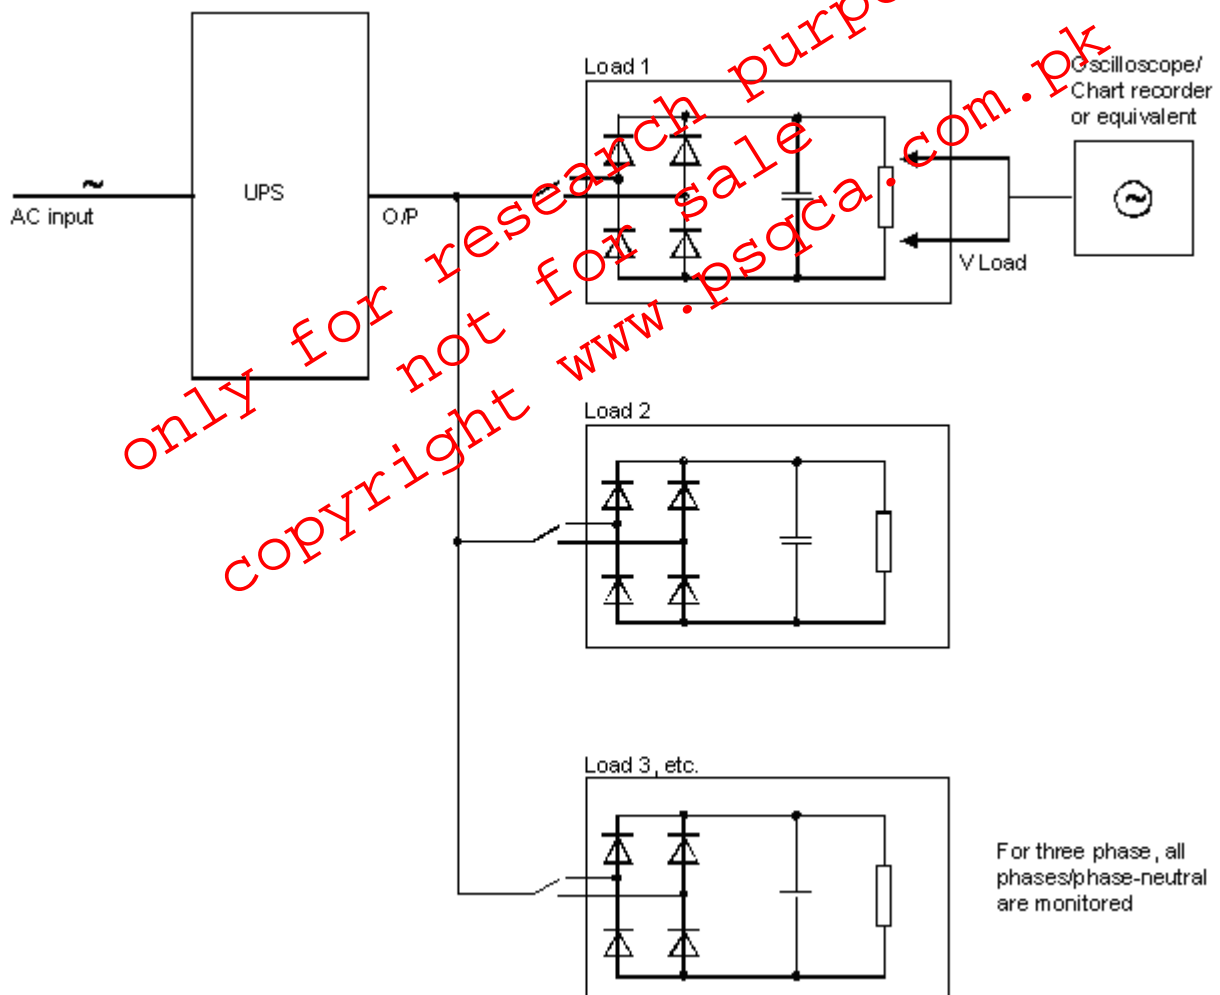 Load 1
Oscilloscope/
Chart recorder
or equivalent
~
AC input
UPS
O/P
~
V Load
Load 2
Load 3, etc.
For three phase, all
phases/phase-neutral
are monitored
only for research
not for sale
copyright www.psqca.com.pk